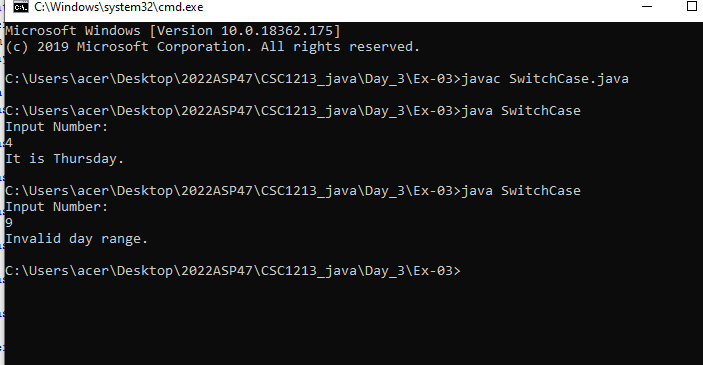 C:\Windows\system32\cmd.exe
Microsoft Windows [Version 10.0.18362.175]
(c) 2019 Microsoft Corporation. All rights reserved.
C:\Users\acer\Desktop\2022ASP47\CSC1213_java\Day_3\Ex-03>javac SwitchCase.java
C:\Users\acer\Desktop\2022ASP47\CSC1213_java\Day_3\Ex-03>java SwitchCase
Input Number:
4
It is Thursday.
C:\Users\acer\Desktop\2022ASP47\CSC1213_java\Day_3\Ex-03>java SwitchCase
Input Number:
9
Invalid day range.
C:\Users\acer\Desktop\2022ASP47\CSC1213_java\Day_3\Ex-03>